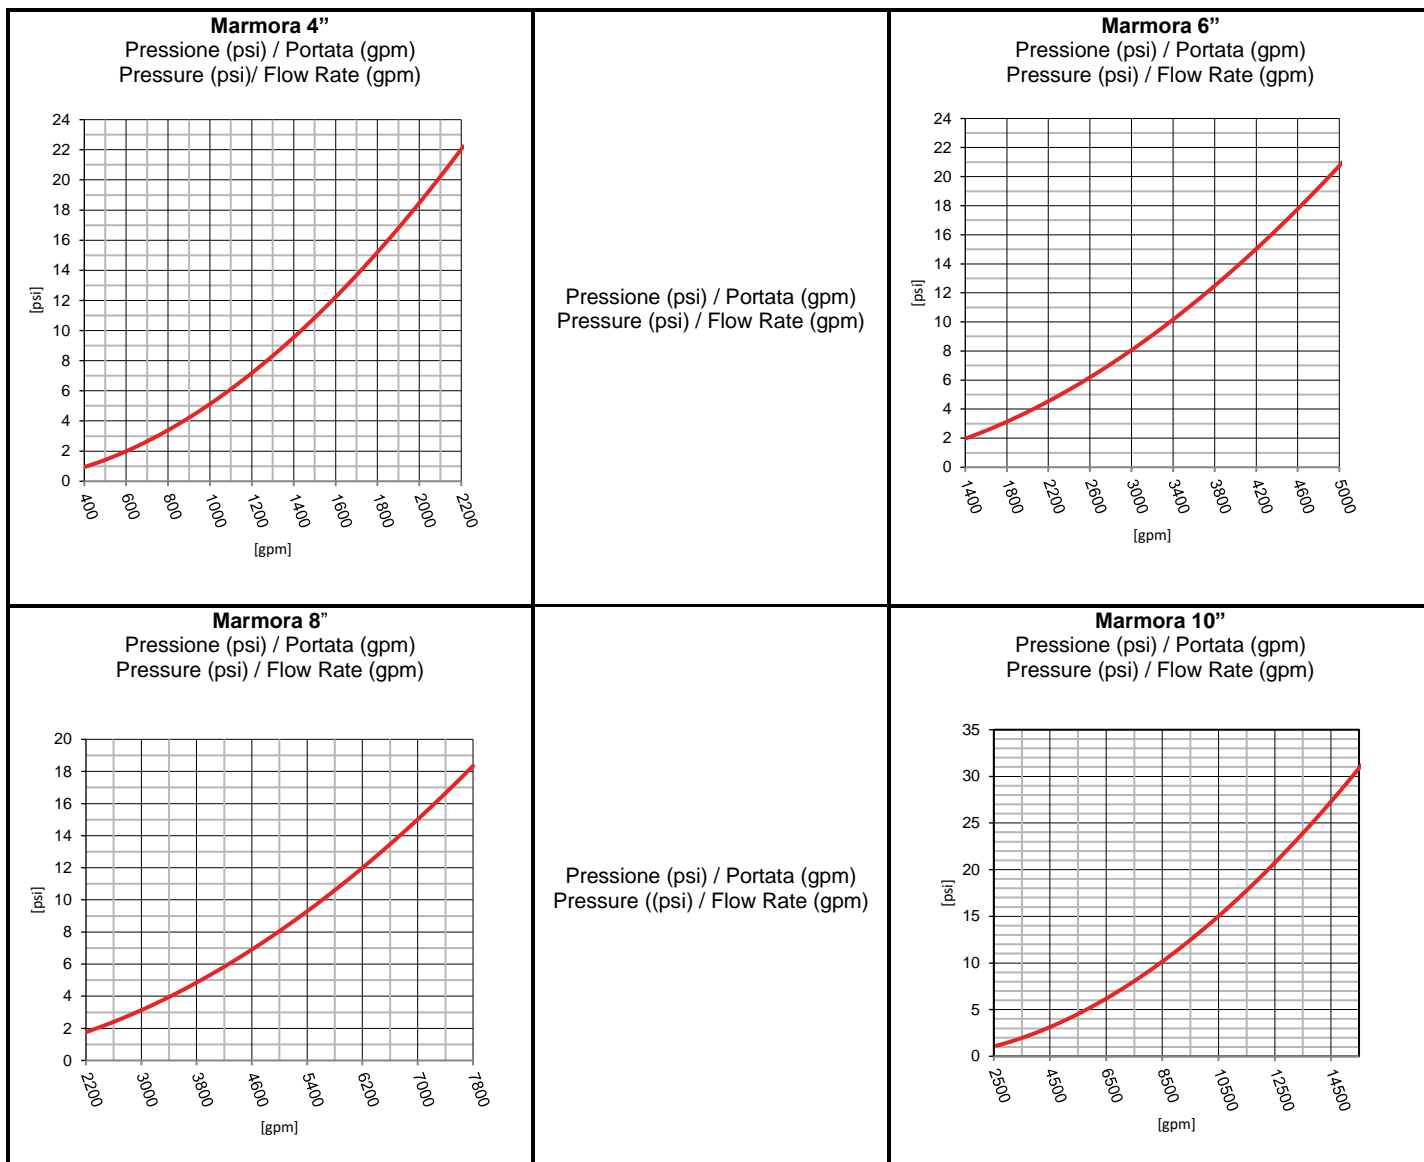 Marmora 4”
Pressione (psi) / Portata (gpm)
Pressure (psi)/ Flow Rate (gpm)
24
22
20
18
16
14
12
10
8
6
4
2
0
[psi]
400 600 800 1000 1200 1400 1600 1800 2000 2200
[gpm]
Pressione (psi) / Portata (gpm)
Pressure (psi) / Flow Rate (gpm)
Marmora 6”
Pressione (psi) / Portata (gpm)
Pressure (psi) / Flow Rate (gpm)
24
22
20
18
16
14
12
10
8
6
4
2
0
[psi]
1400 1800 2200 2600 3000 3400 3800 4200 4600 5000
[gpm]
Marmora 8”
Pressione (psi) / Portata (gpm)
Pressure (psi) / Flow Rate (gpm)
20
18
16
14
12
10
8
6
4
2
0
[psi]
2200 3000 3800 4600 5400 6200 7000 7800
[gpm]
Pressione (psi) / Portata (gpm)
Pressure ((psi) / Flow Rate (gpm)
Marmora 10”
Pressione (psi) / Portata (gpm)
Pressure (psi) / Flow Rate (gpm)
35
30
25
20
15
10
5
0
[psi]
2500 4500 6500 8500 10500 12500 14500
[gpm]